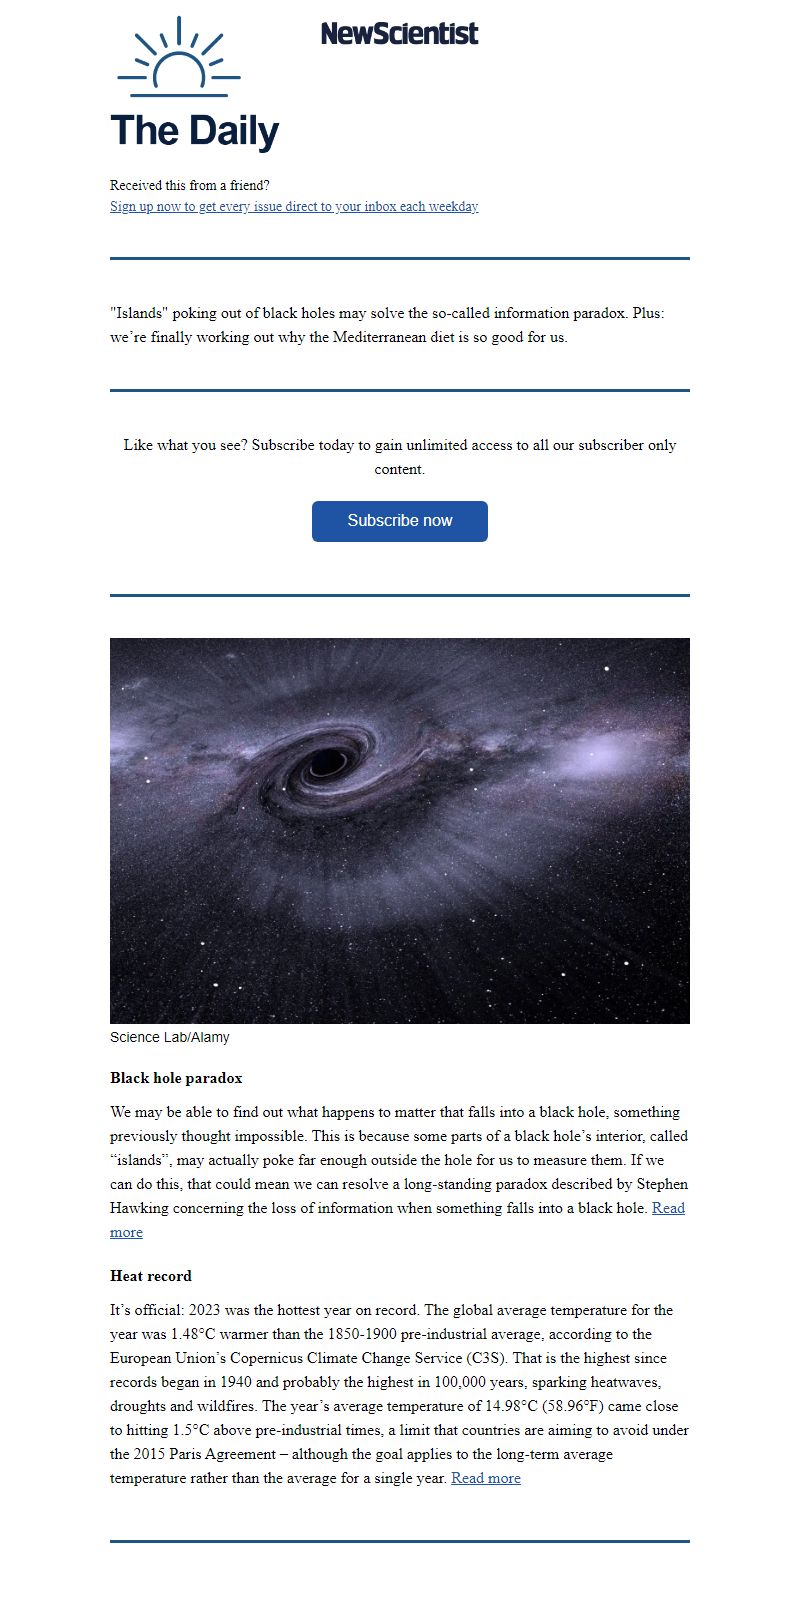 NewScientist
The Daily
Received this from a friend?
Sign up now to get every issue direct to your inbox each weekday
"Islands" poking out of black holes may solve the so-called information paradox. Plus:
we’re finally working out why the Mediterranean diet is so good for us.
Like what you see? Subscribe today to gain unlimited access to all our subscriber only
content.
Subscribe now
Science Lab/Alamy
Black hole paradox
We may be able to find out what happens to matter that falls into a black hole, something
previously thought impossible. This is because some parts of a black hole’s interior, called
“islands”, may actually poke far enough outside the hole for us to measure them. If we
can do this, that could mean we can resolve a long-standing paradox described by Stephen
Hawking concerning the loss of information when something falls into a black hole. Read
more
Heat record
It’s official: 2023 was the hottest year on record. The global average temperature for the
year was 1.48°C warmer than the 1850-1900 pre-industrial average, according to the
European Union’s Copernicus Climate Change Service (C3S). That is the highest since
records began in 1940 and probably the highest in 100,000 years, sparking heatwaves,
droughts and wildfires. The year’s average temperature of 14.98°C (58.96°F) came close
to hitting 1.5°C above pre-industrial times, a limit that countries are aiming to avoid under
the 2015 Paris Agreement – although the goal applies to the long-term average
temperature rather than the average for a single year. Read more